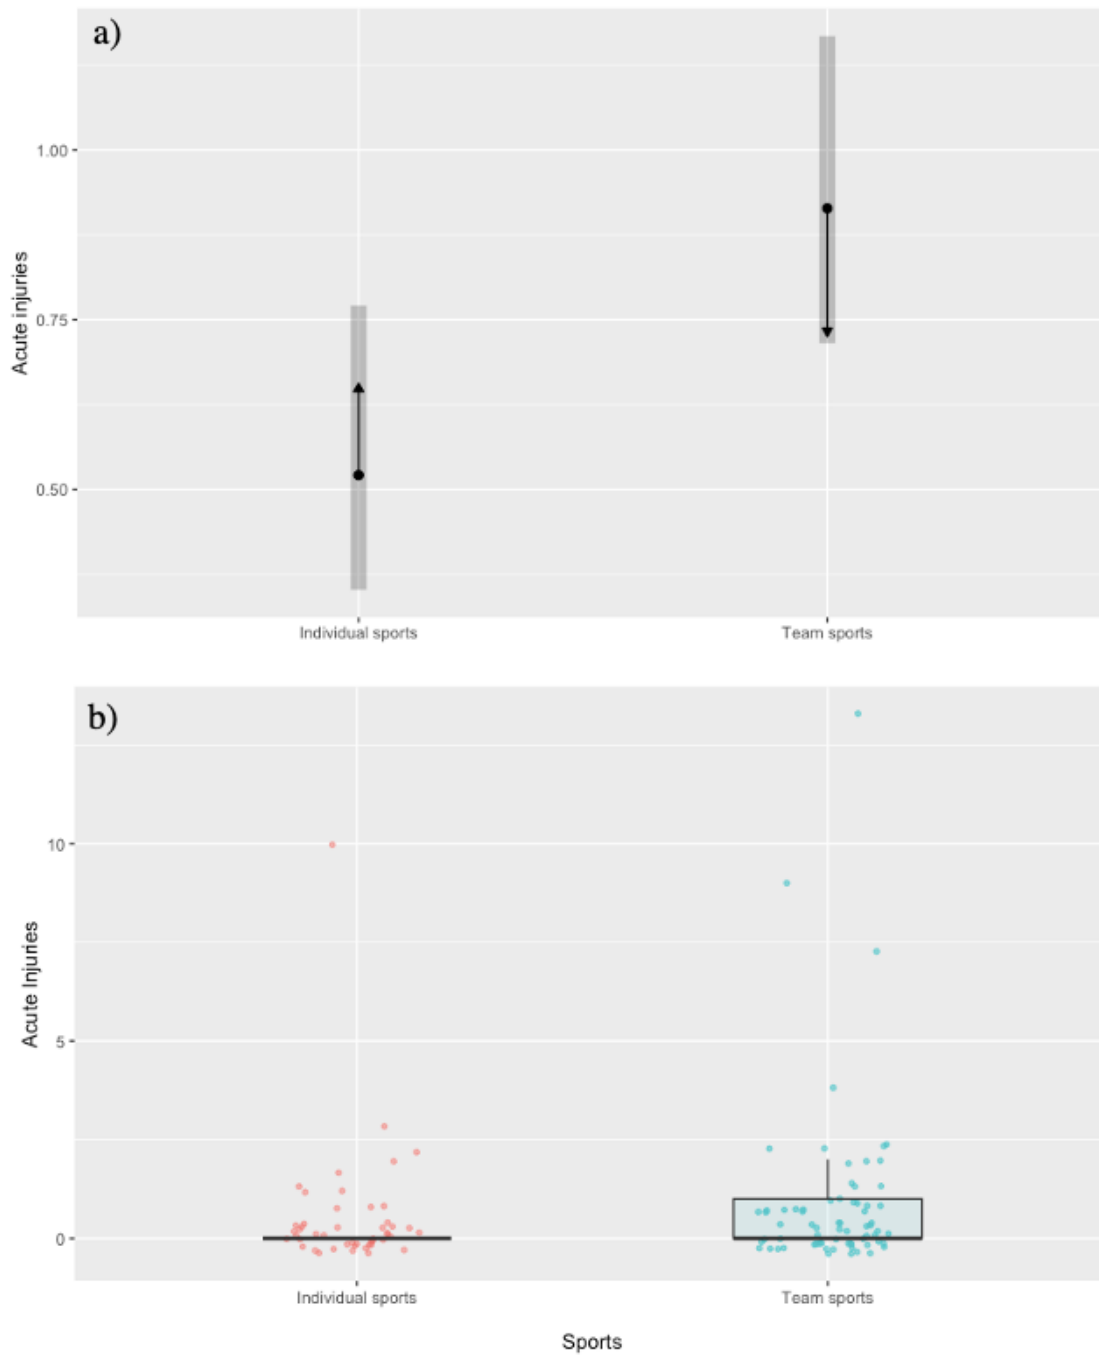 a)
1.00
0.75
0.50
Acute injuries
Individual sports Team sports
b)
10
5
0
Acute Injuries
Individual sports Team sports
Sports